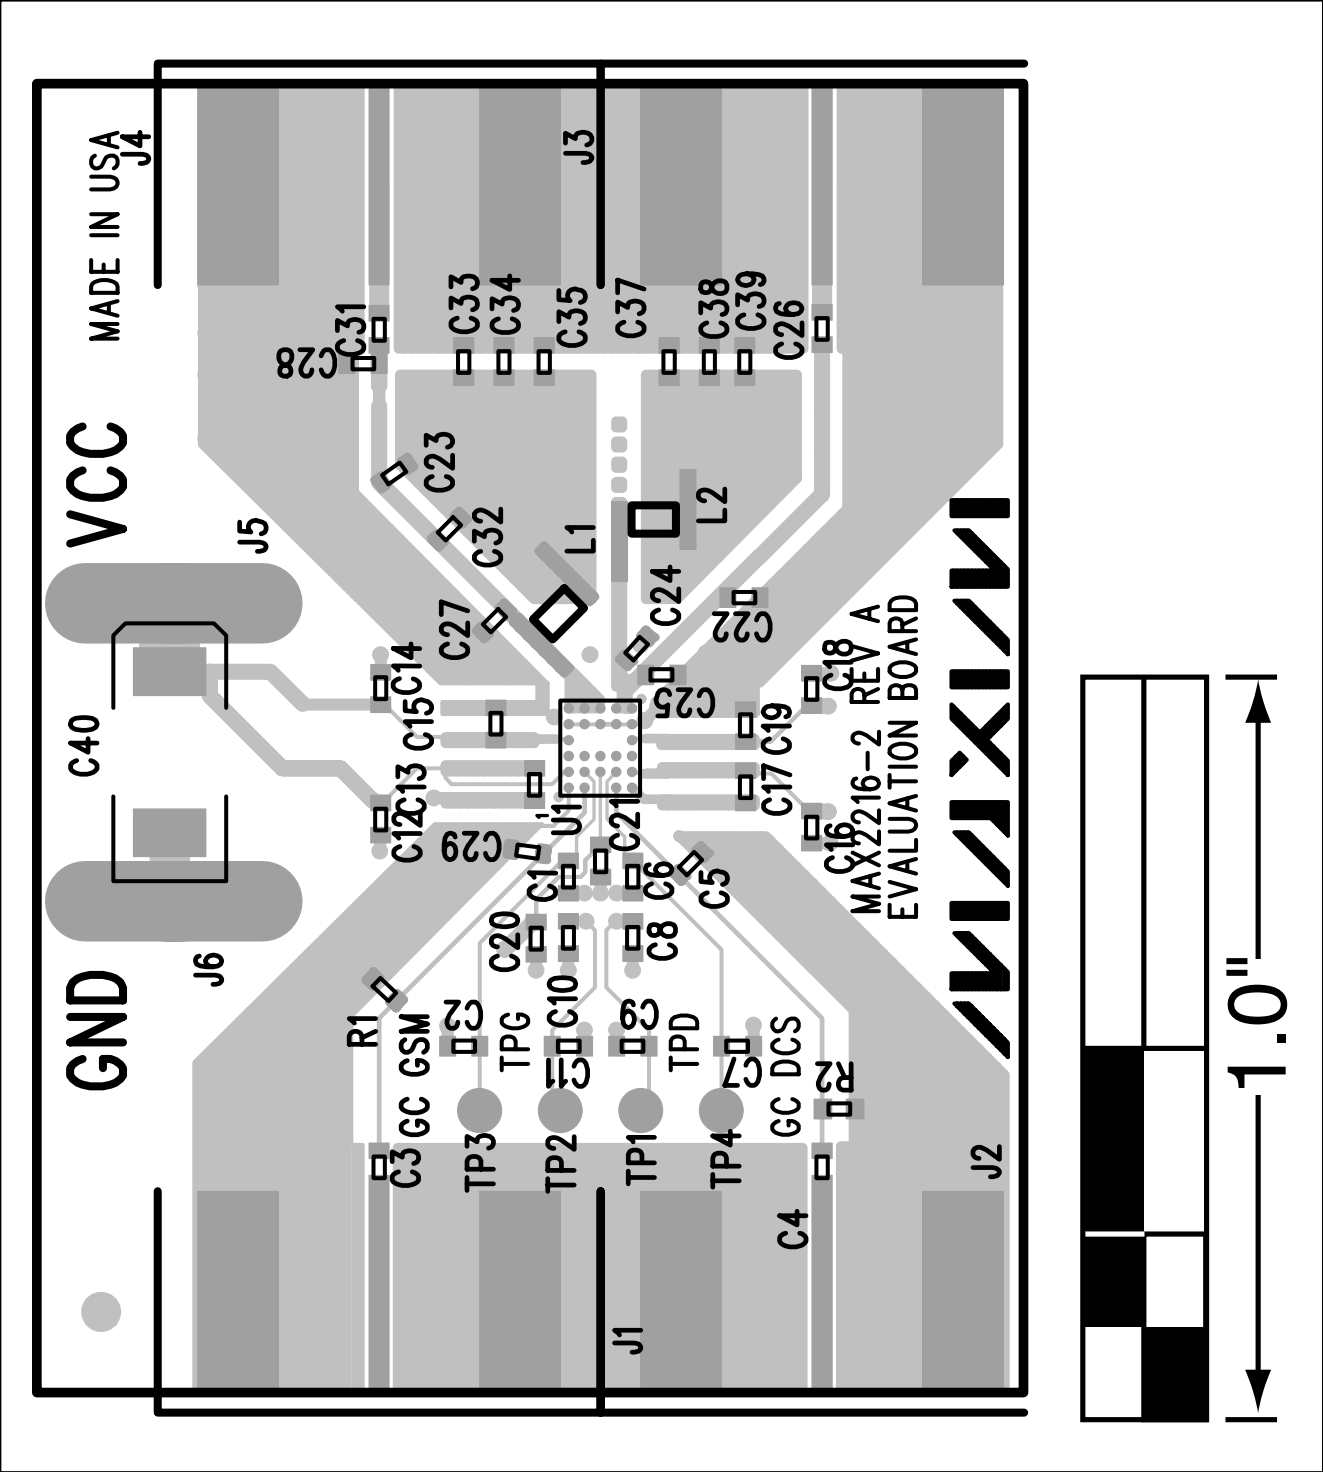 MADE IN USA
J4
J3
C31
C28
C33
C34
C35
C37
C38
C39
C26
VCC
J5
C23
C32
L1
L2
C27
C24
C22
C14
C15
C25
C18
C19
C40
C13
C12
C29
U1
1
C21
C17
C16
MAX2216-2 REV A
EVALUATION BOARD
MAXIM
C1
C6
C5
C20
C10
C8
J6
GND
R1
GC GSM
C2
TPG
C11
C9
TPD
C7
GC DCS
R2
C3
TP3
TP2
TP1
TP4
C4
J2
J1
1.0"